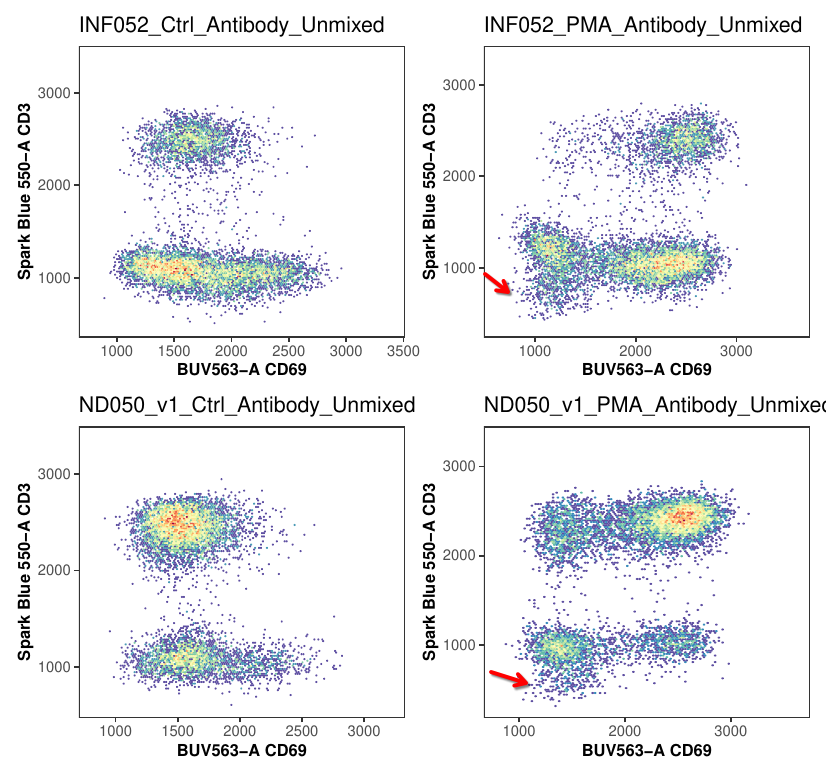 INF052_Ctrl_Antibody_Unmixed
INF052_PMA_Antibody_Unmixed
Spark Blue 550−A CD3
3000
2000
1000
1000 1500 2000 2500 3000 3500
BUV563−A CD69
Spark Blue 550−A CD3
3000
2000
1000
1000 2000 3000
BUV563−A CD69
ND050_v1_Ctrl_Antibody_Unmixed
ND050_v1_PMA_Antibody_Unmixed
Spark Blue 550−A CD3
3000
2000
1000
1000 1500 2000 2500 3000
BUV563−A CD69
Spark Blue 550−A CD3
3000
2000
1000
1000 2000 3000
BUV563−A CD69